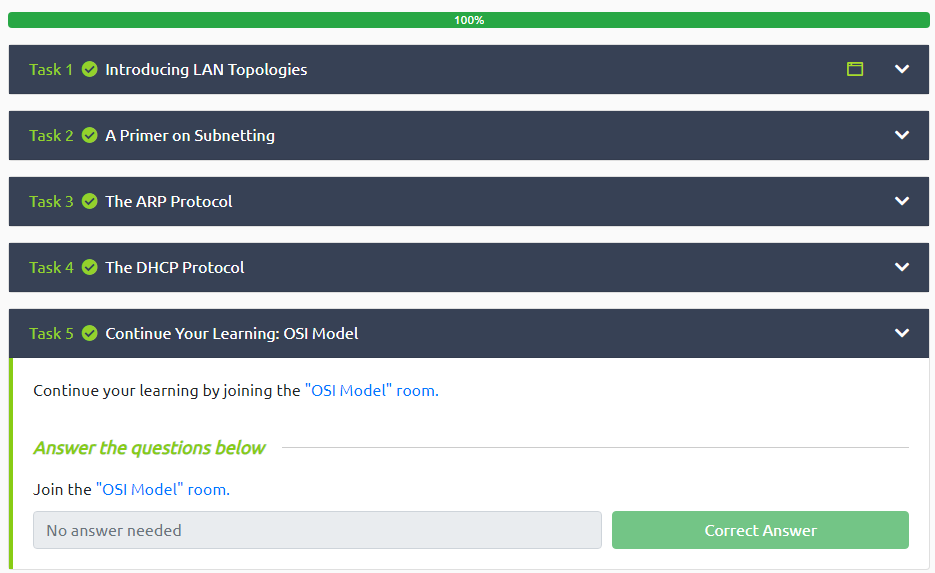 100%
Task 1 Introducing LAN Topologies
Task 2 A Primer on Subnetting
Task 3 The ARP Protocol
Task 4 The DHCP Protocol
Task 5 Continue Your Learning: OSI Model
Continue your learning by joining the "OSI Model" room.
Answer the questions below
Join the "OSI Model" room.
No answer needed
Correct Answer